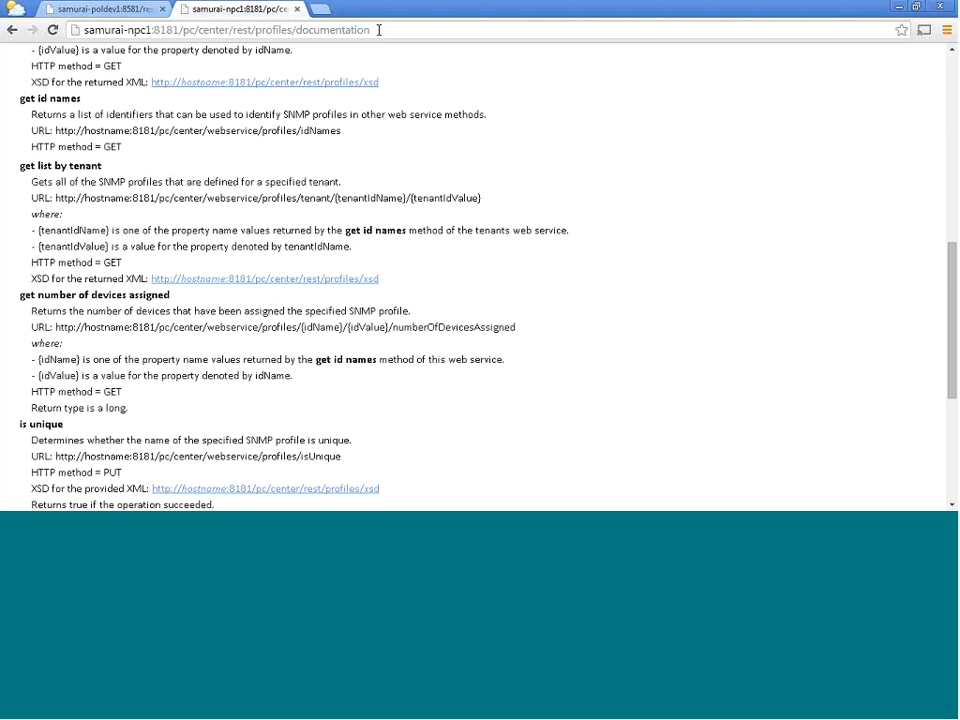 samurai-poldev1:8581/res
samurai-npc1:8181/pc/ce
samurai-npc1:8181/pc/center/rest/profiles/documentation
- {idValue} is a value for the property denoted by idName.
HTTP method = GET
XSD for the returned XML: http://hostname:8181/pc/center/rest/profiles/xsd
get id names
Returns a list of identifiers that can be used to identify SNMP profiles in other web service methods.
URL: http://hostname:8181/pc/center/webservice/profiles/idNames
HTTP method = GET
get list by tenant
Gets all of the SNMP profiles that are defined for a specified tenant.
URL: http://hostname:8181/pc/center/webservice/profiles/tenant/{tenantIdName}/{tenantIdValue}
where:
- {tenantIdName} is one of the property name values returned by the get id names method of the tenants web service.
- {tenantIdValue} is a value for the property denoted by tenantIdName.
HTTP method = GET
XSD for the returned XML: http://hostname:8181/pc/center/rest/profiles/xsd
get number of devices assigned
Returns the number of devices that have been assigned the specified SNMP profile.
URL: http://hostname:8181/pc/center/webservice/profiles/{idName}/{idValue}/numberOfDevicesAssigned
where:
- {idName} is one of the property name values returned by the get id names method of this web service.
- {idValue} is a value for the property denoted by idName.
HTTP method = GET
Return type is a long.
is unique
Determines whether the name of the specified SNMP profile is unique.
URL: http://hostname:8181/pc/center/webservice/profiles/isUnique
HTTP method = PUT
XSD for the provided XML: http://hostname:8181/pc/center/rest/profiles/xsd
Returns true if the operation succeeded.